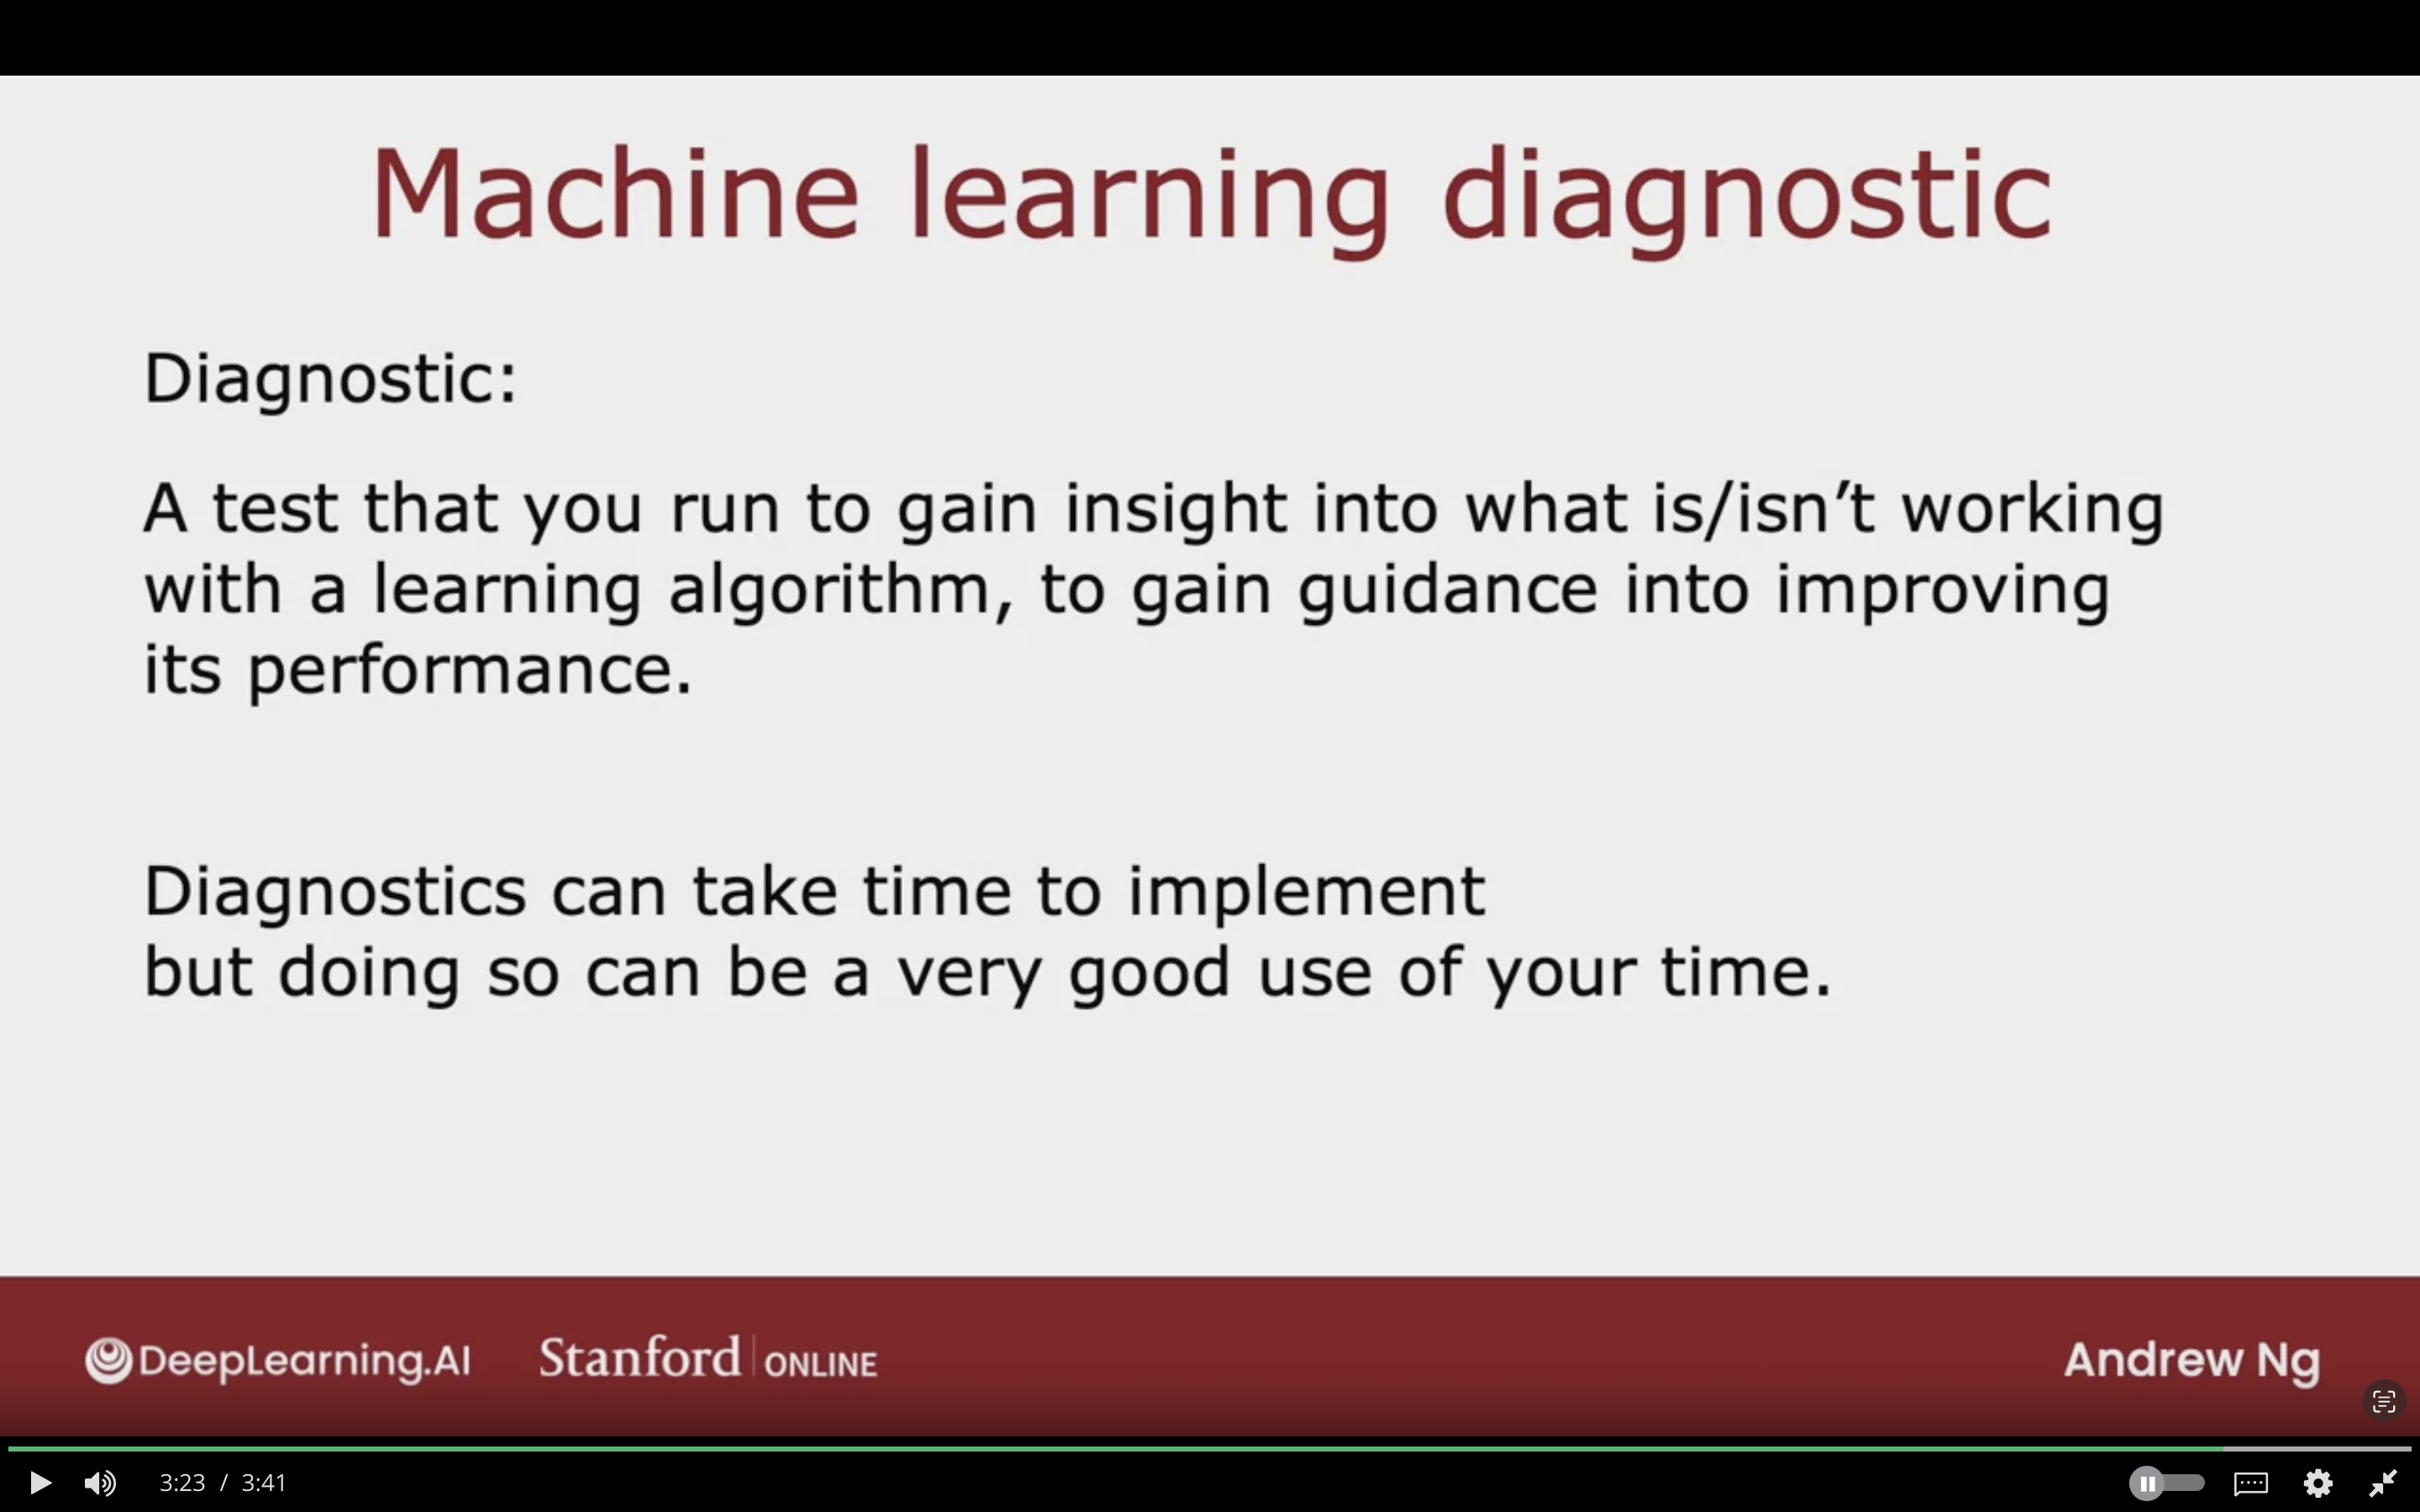 Machine learning diagnostic
Diagnostic:
A test that you run to gain insight into what is/isn’t working
with a learning algorithm, to gain guidance into improving
its performance.
Diagnostics can take time to implement
but doing so can be a very good use of your time.
DeepLearning.AI Stanford ONLINE Andrew Ng
3:23 / 3:41